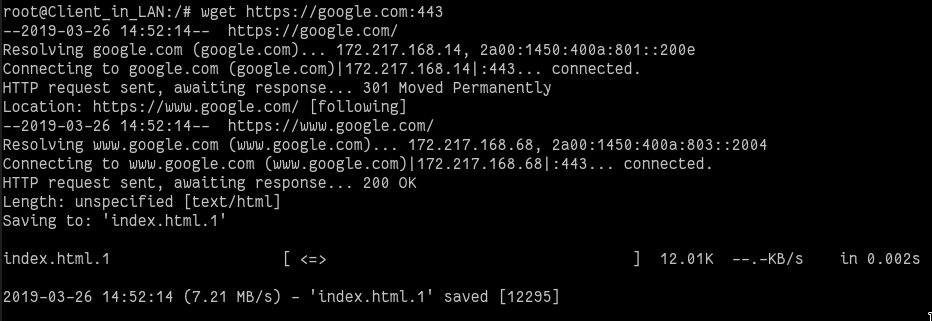 root@Client_in_LAN:/# wget https://google.com:443
--2019-03-26 14:52:14--  https://google.com/
Resolving google.com (google.com)... 172.217.168.14, 2a00:1450:400a:801::200e
Connecting to google.com (google.com)|172.217.168.14|:443... connected.
HTTP request sent, awaiting response... 301 Moved Permanently
Location: https://www.google.com/ [following]
--2019-03-26 14:52:14--  https://www.google.com/
Resolving www.google.com (www.google.com)... 172.217.168.68, 2a00:1450:400a:803::2004
Connecting to www.google.com (www.google.com)|172.217.168.68|:443... connected.
HTTP request sent, awaiting response... 200 OK
Length: unspecified [text/html]
Saving to: 'index.html.1'
index.html.1                    [ <=>                                   ]  12.01K  --.-KB/s    in 0.002s
2019-03-26 14:52:14 (7.21 MB/s) - 'index.html.1' saved [12295]